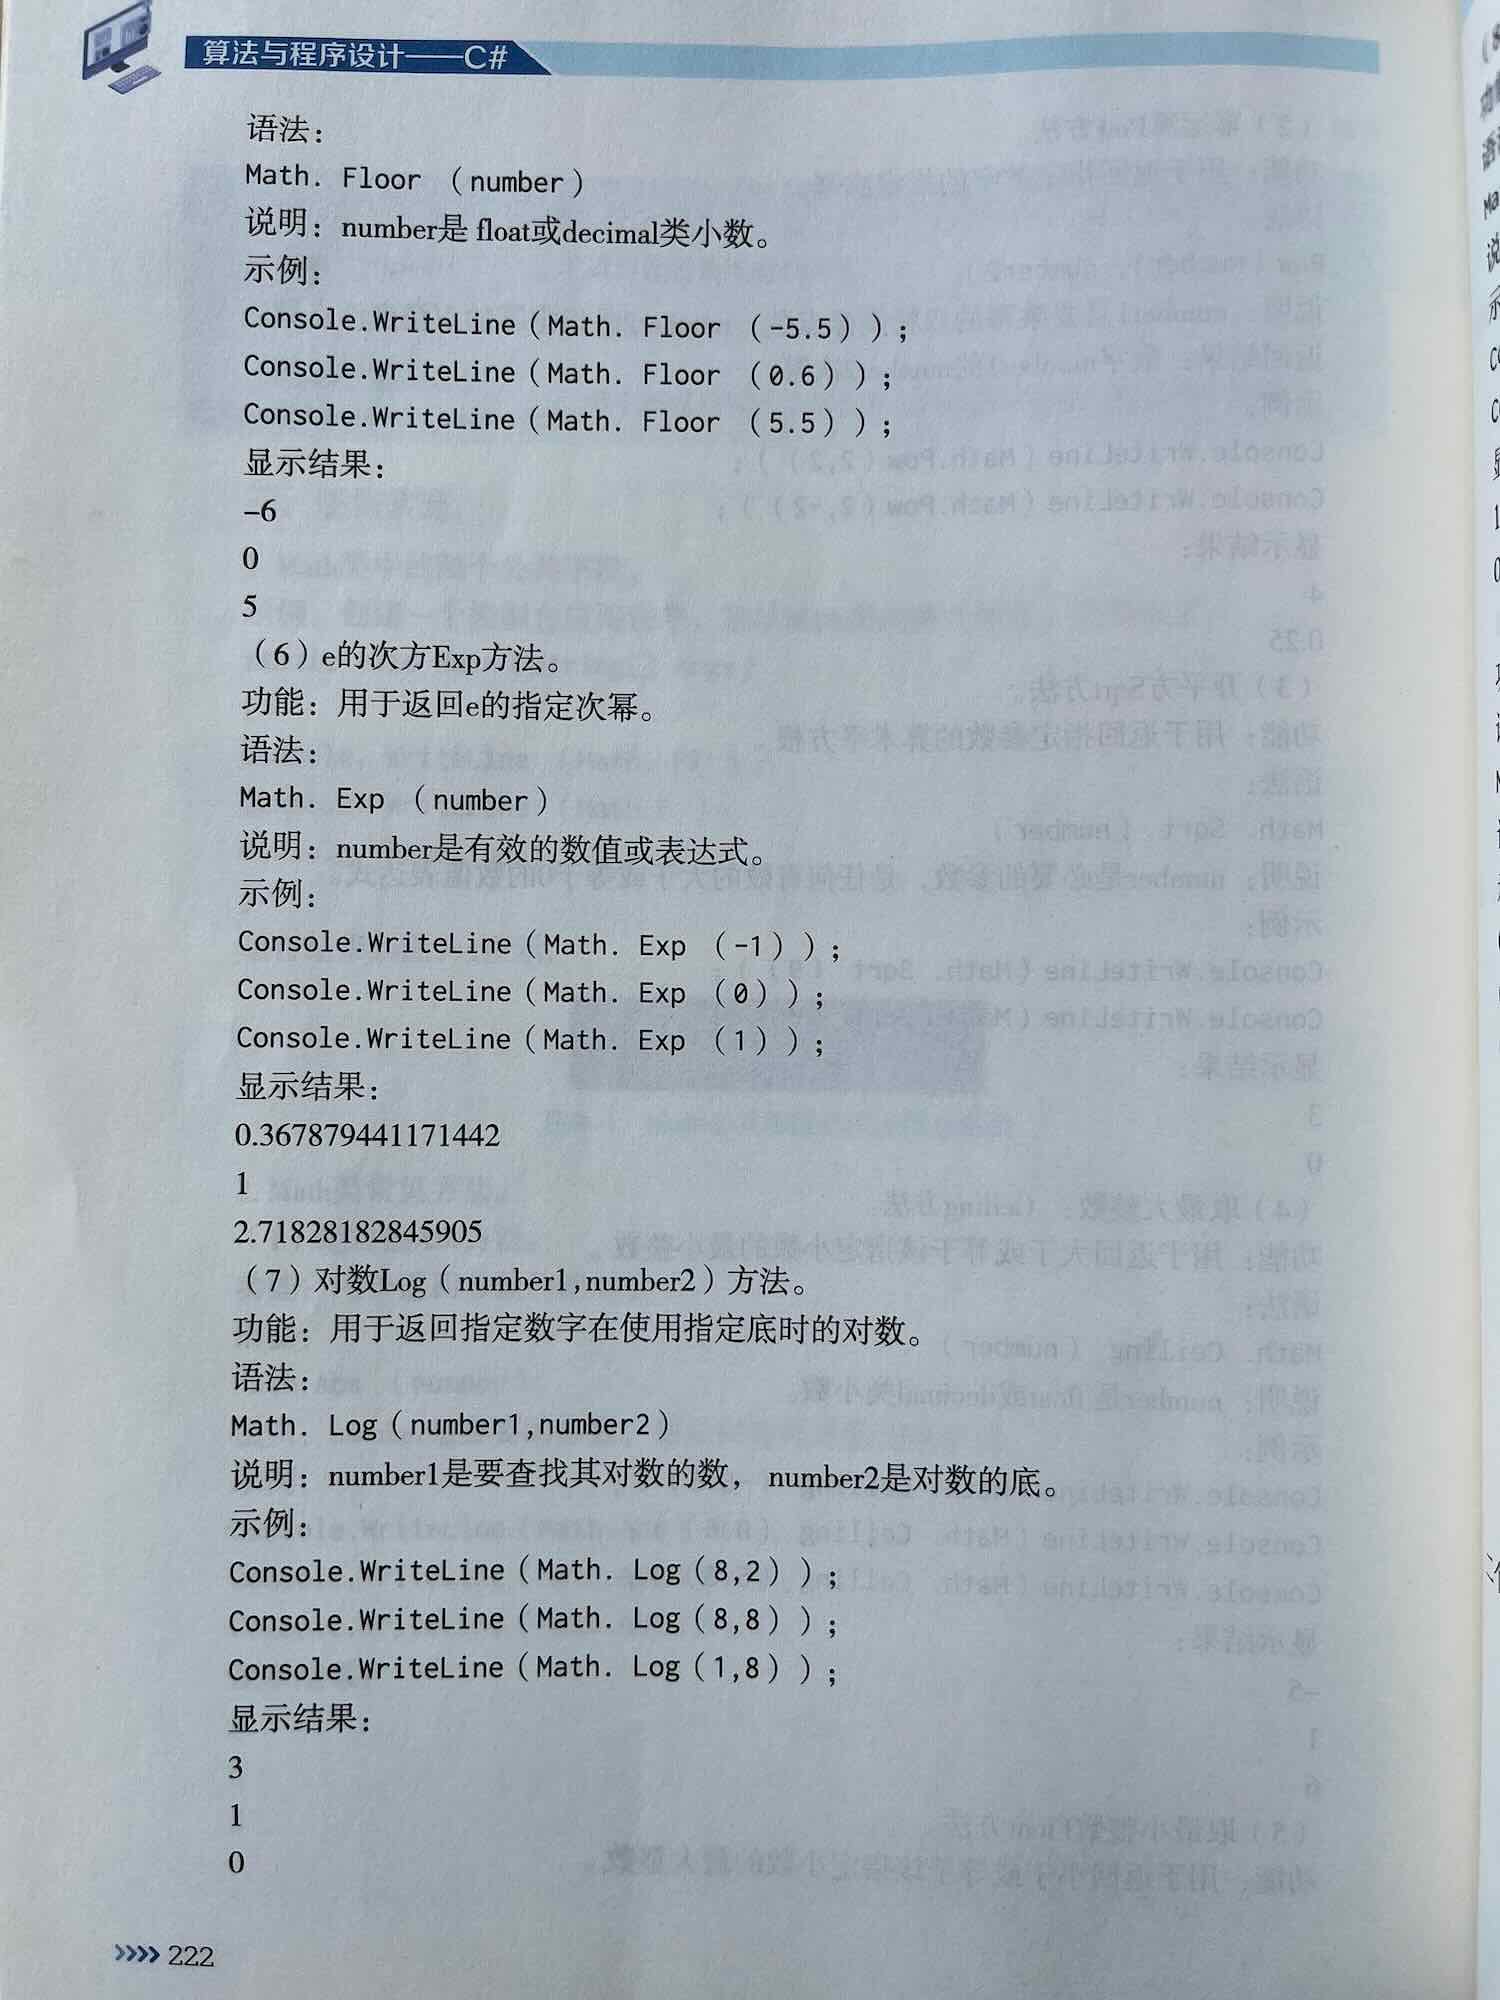 算法与程序设计——C#
语法：
Math. Floor （number）
说明：number是 float或decimal类小数。
示例：
Console.WriteLine（Math. Floor （-5.5））；
Console.WriteLine（Math. Floor （0.6））；
Console.WriteLine（Math. Floor （5.5））；
显示结果：
-6
0
5
（6）e的次方Exp方法。
功能：用于返回e的指定次幂。
语法：
Math. Exp （number）
说明：number是有效的数值或表达式。
示例：
Console.WriteLine（Math. Exp （-1））；
Console.WriteLine（Math. Exp （0））；
Console.WriteLine（Math. Exp （1））；
显示结果：
0.367879441171442
1
2.71828182845905
（7）对数Log（number1,number2）方法。
功能：用于返回指定数字在使用指定底时的对数。
语法：
Math. Log（number1,number2）
说明：number1是要查找其对数的数， number2是对数的底。
示例：
Console.WriteLine（Math. Log（8,2））；
Console.WriteLine（Math. Log（8,8））；
Console.WriteLine（Math. Log（1,8））；
显示结果：
3
1
0
222